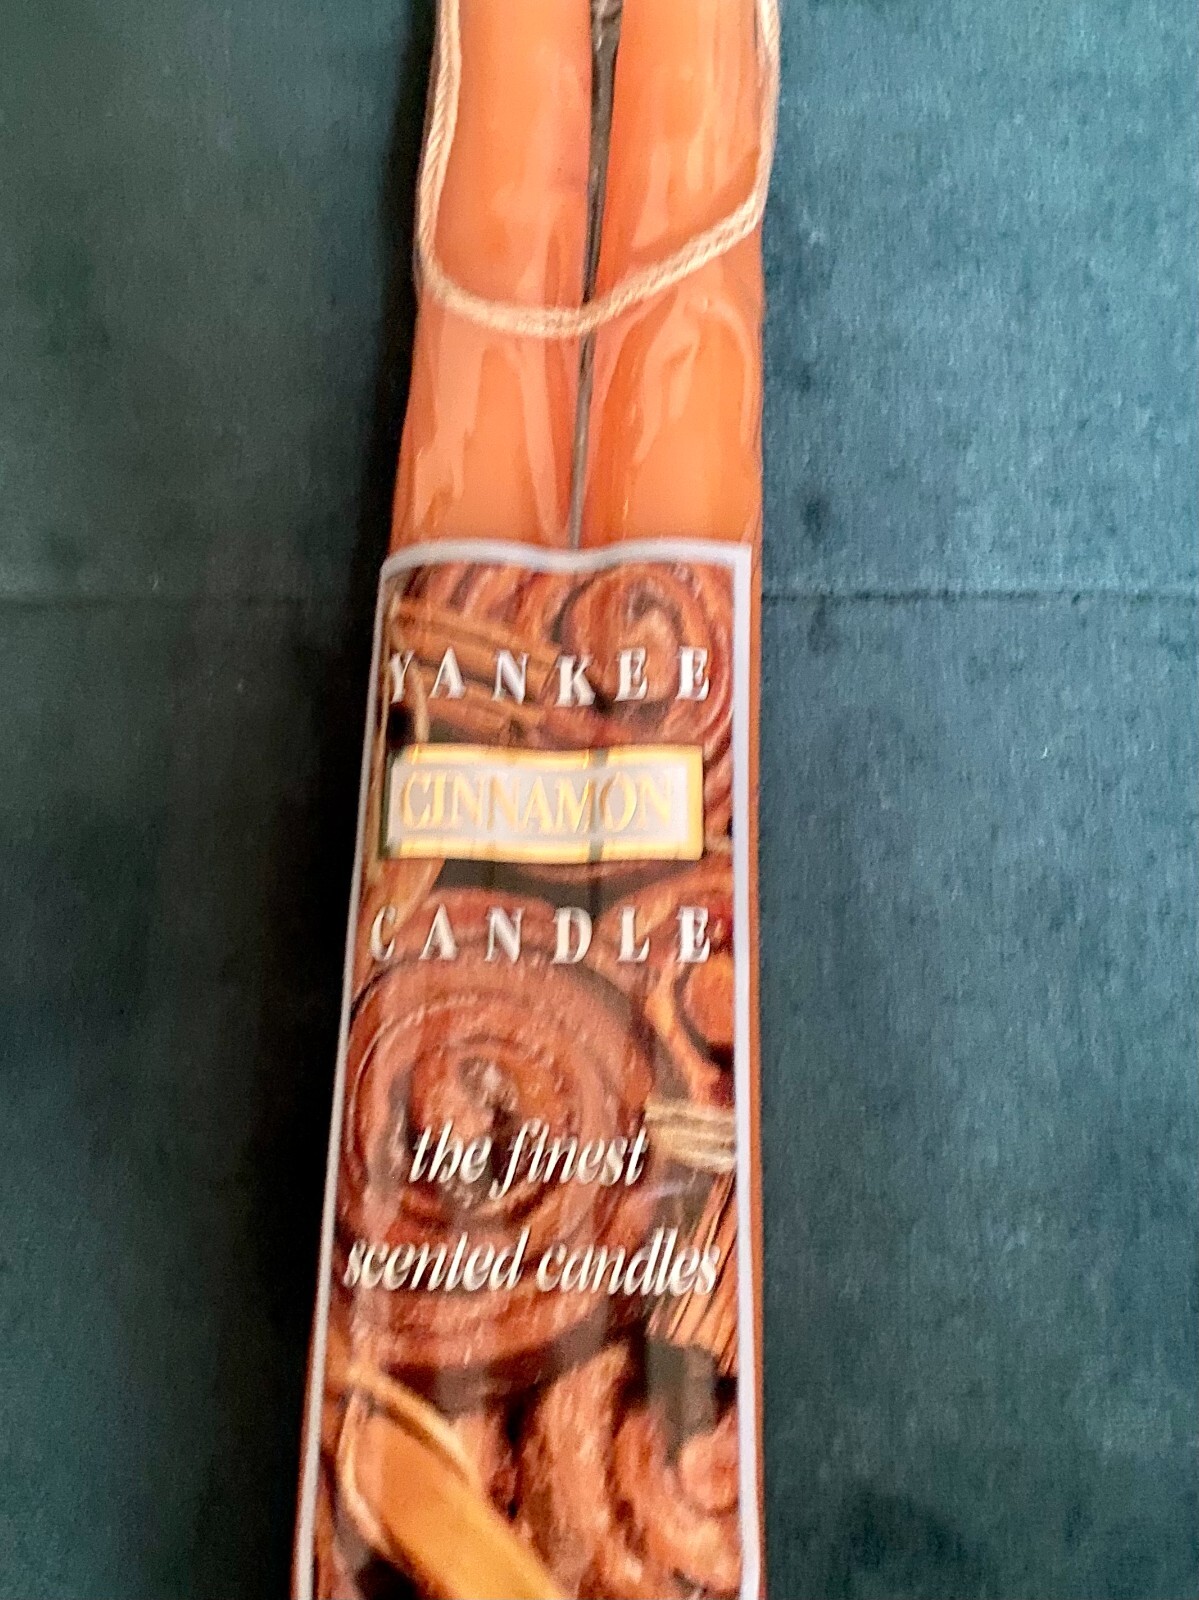 YANKEE
CINNAMON
CANDLE
the finest
scented candles